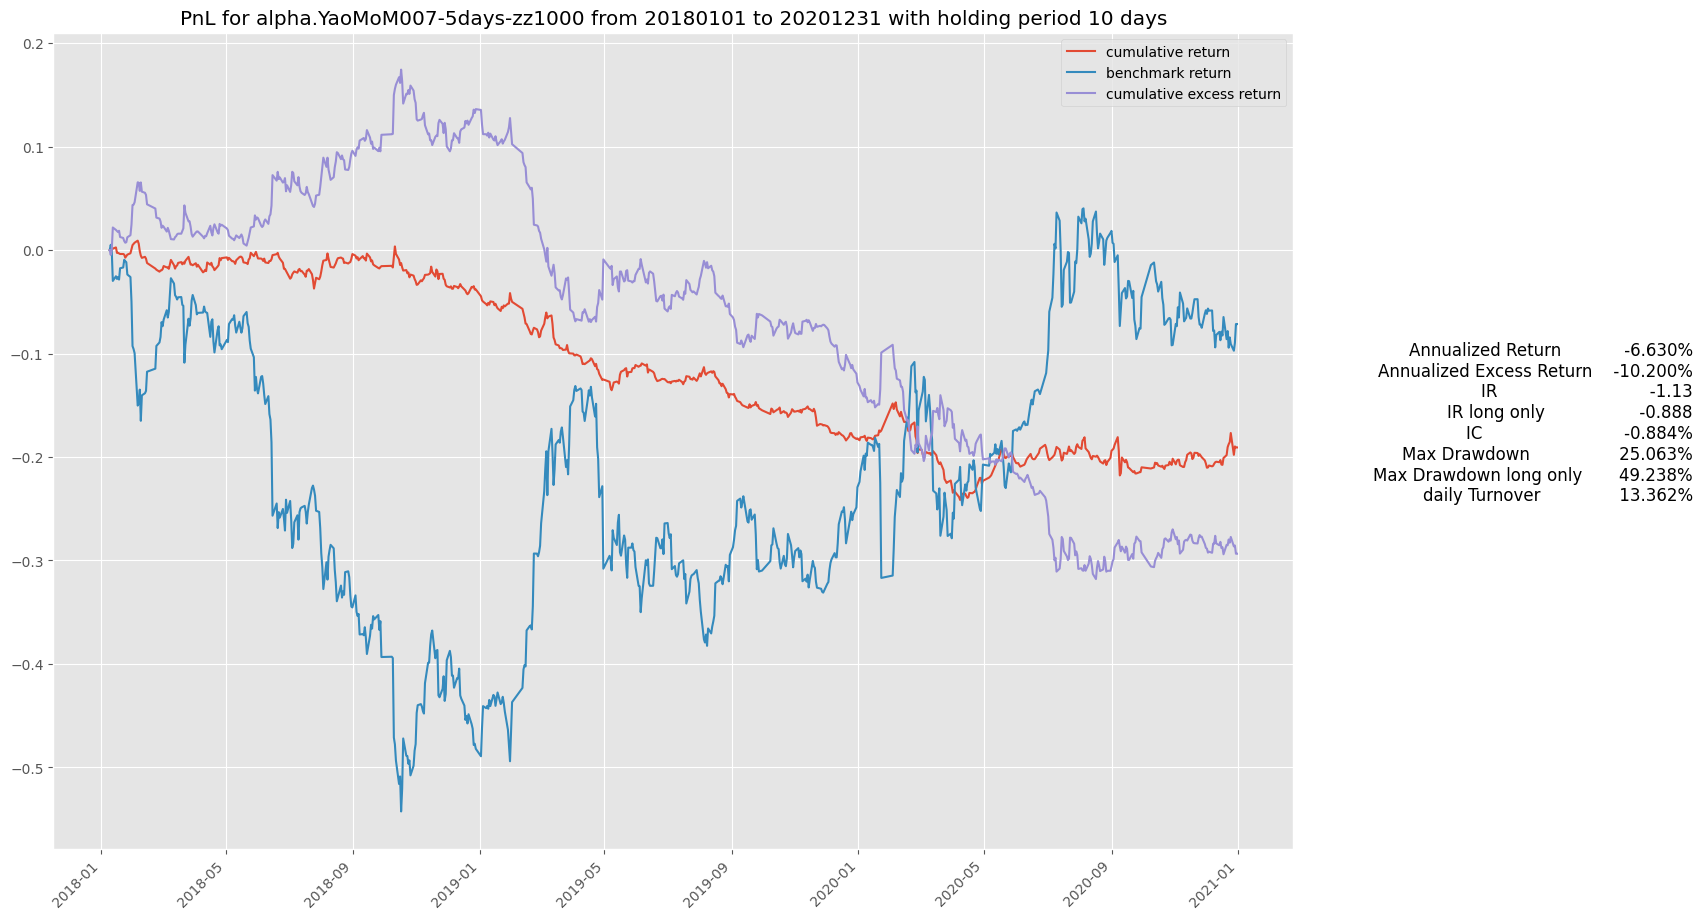 PnL for alpha.YaoMoM007-5days-zz1000 from 20180101 to 20201231 with holding period 10 days
cumulative return
benchmark return
cumulative excess return
0.2
0.1
0.0
−0.1
−0.2
−0.3
−0.4
−0.5
2018-01
2018-05
2018-09
2019-01
2019-05
2019-09
2020-01
2020-05
2020-09
2021-01
Annualized Return -6.630%
Annualized Excess Return -10.200%
IR -1.13
IR long only -0.888
IC -0.884%
Max Drawdown 25.063%
Max Drawdown long only 49.238%
daily Turnover 13.362%